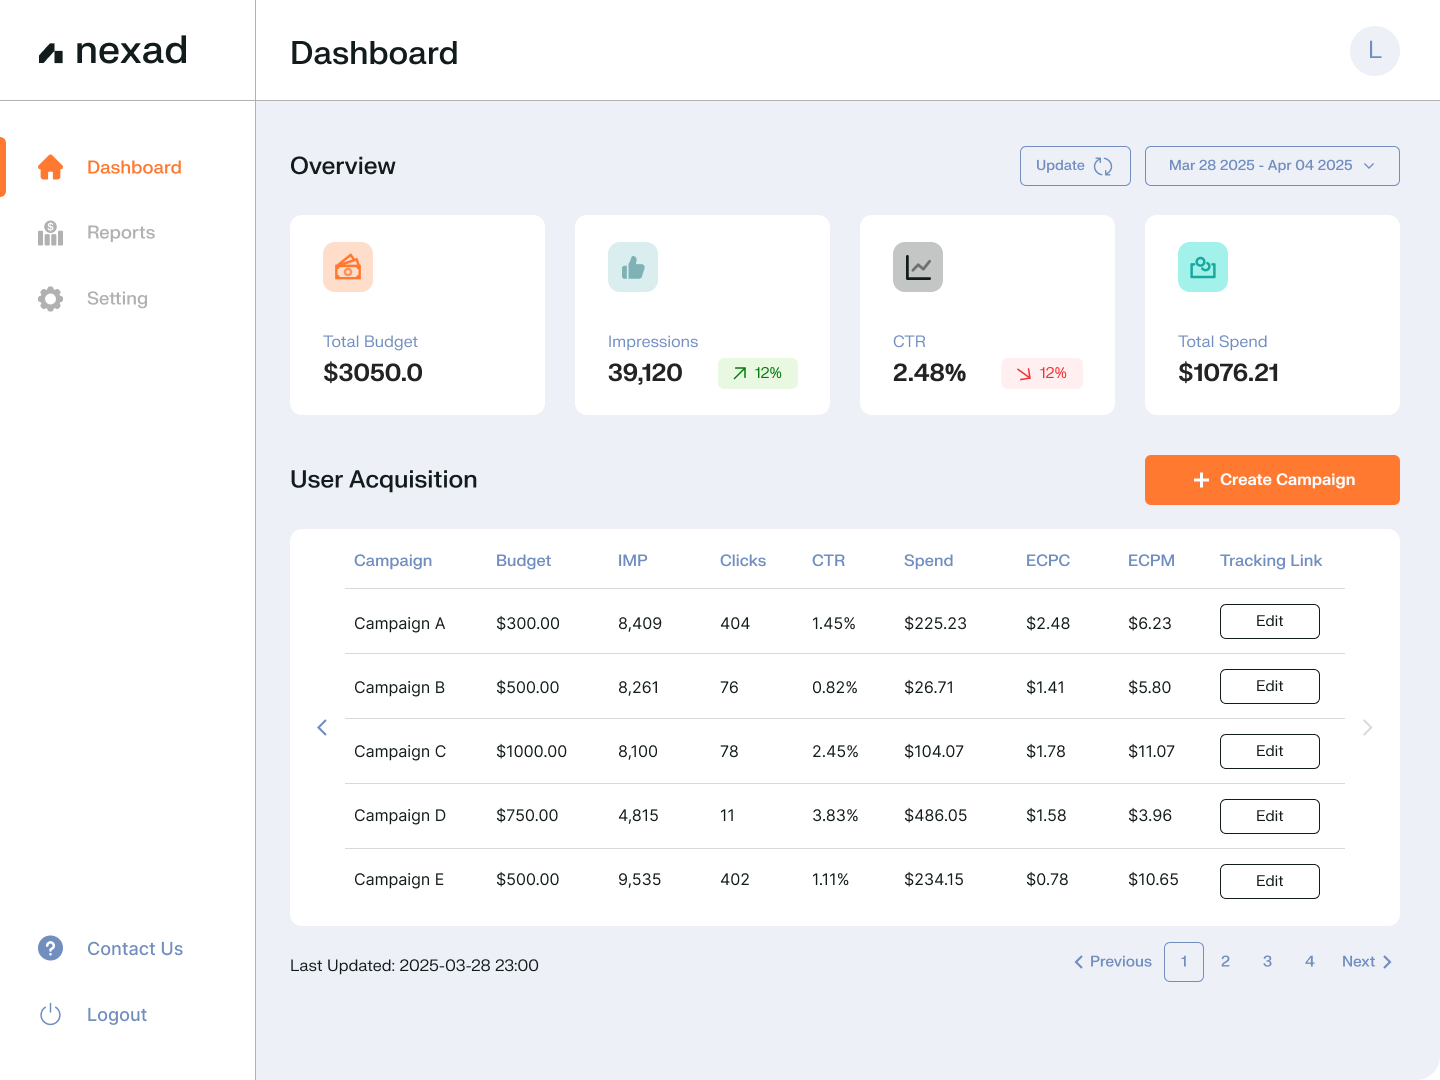 nexad
Dashboard
L
Dashboard
Reports
Setting
Contact Us
Logout
Overview
Update
Mar 28 2025 - Apr 04 2025
Total Budget
$3050.0
Impressions
39,120 12%
CTR
2.48% 12%
Total Spend
$1076.21
User Acquisition
+ Create Campaign
Campaign Budget IMP Clicks CTR Spend ECPC ECPM Tracking Link
Campaign A $300.00 8,409 404 1.45% $225.23 $2.48 $6.23 Edit
Campaign B $500.00 8,261 76 0.82% $26.71 $1.41 $5.80 Edit
Campaign C $1000.00 8,100 78 2.45% $104.07 $1.78 $11.07 Edit
Campaign D $750.00 4,815 11 3.83% $486.05 $1.58 $3.96 Edit
Campaign E $500.00 9,535 402 1.11% $234.15 $0.78 $10.65 Edit
Last Updated: 2025-03-28 23:00
Previous 1 2 3 4 Next